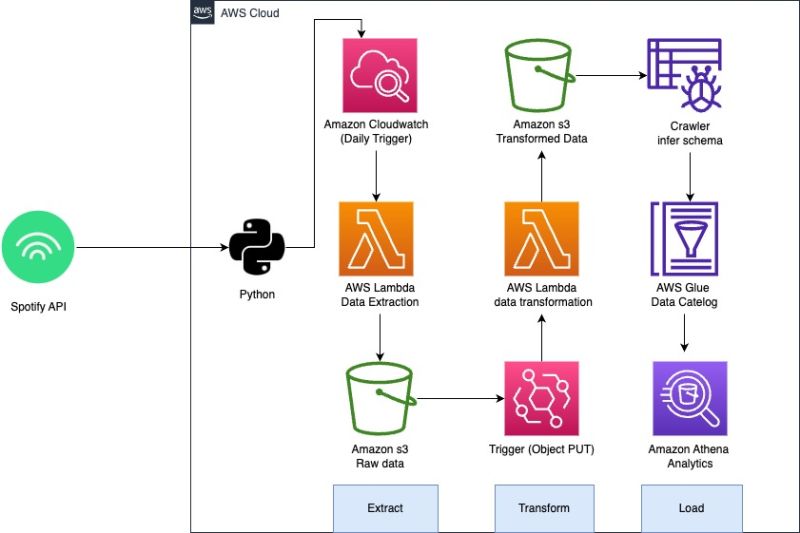 aws
AWS Cloud
Amazon Cloudwatch
(Daily Trigger)
Amazon s3
Transformed Data
Crawler
infer schema
Spotify API
Python
AWS Lambda
Data Extraction
AWS Lambda
data transformation
AWS Glue
Data Catelog
Amazon s3
Raw data
Trigger (Object PUT)
Amazon Athena
Analytics
Extract
Transform
Load